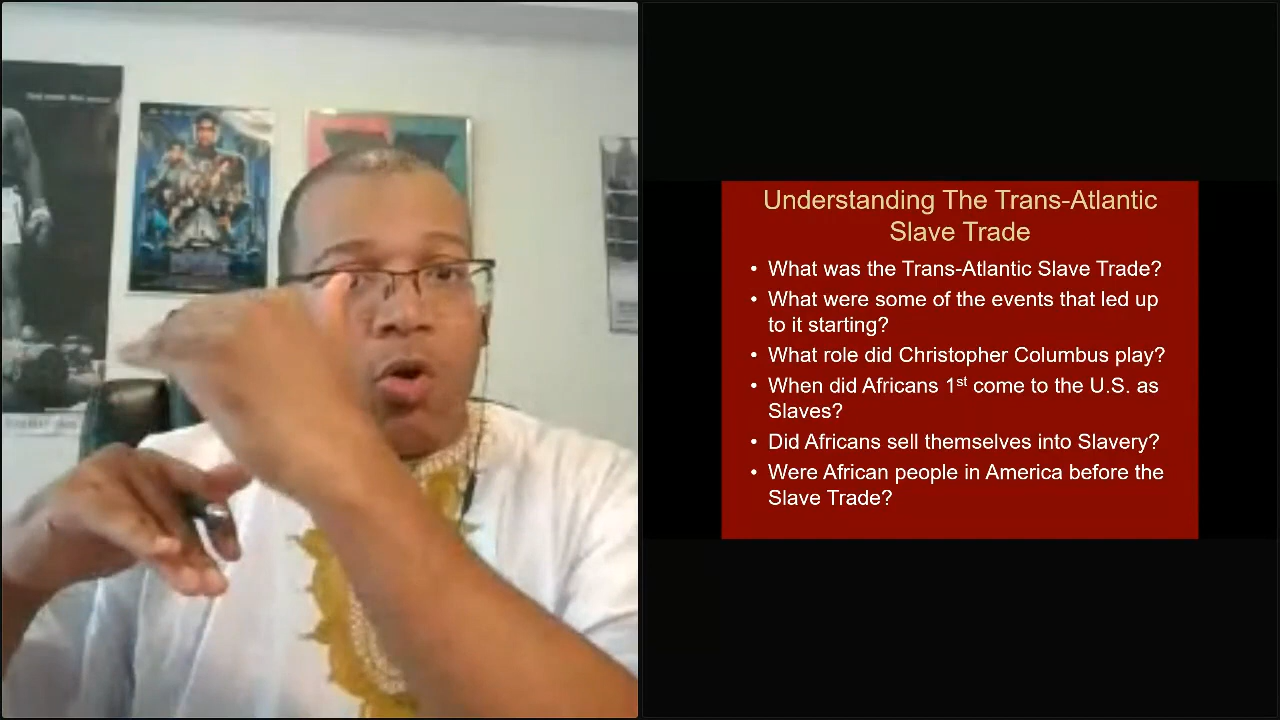 Understanding The Trans-Atlantic
Slave Trade
• What was the Trans-Atlantic Slave Trade?
• What were some of the events that led up
to it starting?
• What role did Christopher Columbus play?
• When did Africans 1st come to the U.S. as
Slaves?
• Did Africans sell themselves into Slavery?
• Were African people in America before the
Slave Trade?